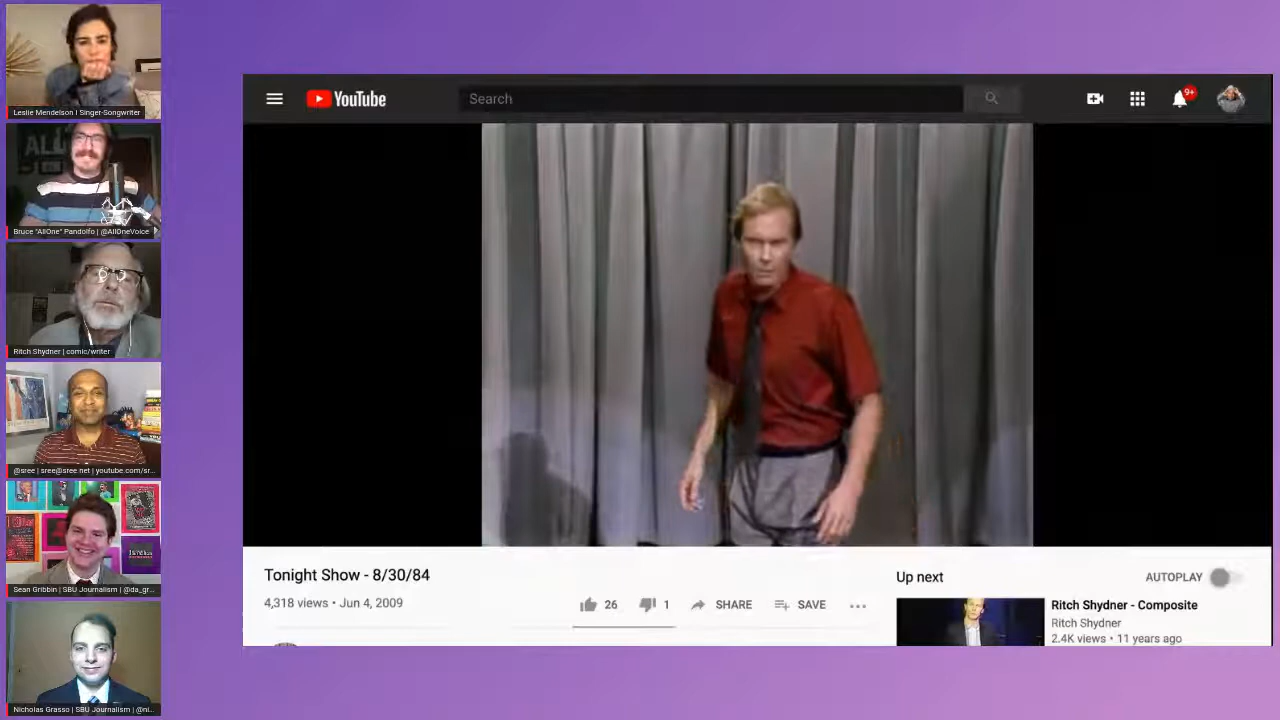 Leslie Mendelson | Singer-Songwriter
ALL
Bruce "AllOne" Pandolfo | @AllOneVoice
Ritch Shydner | comic/writer
@sree | sree@sree.net | youtube.com/sr...
Sean Gribbin | SBU Journalism | @da_gr...
Nicholas Grasso | SBU Journalism | @ni...
YouTube
Search
9+
Tonight Show - 8/30/84
4,318 views • Jun 4, 2009
26
1
SHARE
SAVE
Up next
AUTOPLAY
Ritch Shydner - Composite
Ritch Shydner
2.4K views • 11 years ago